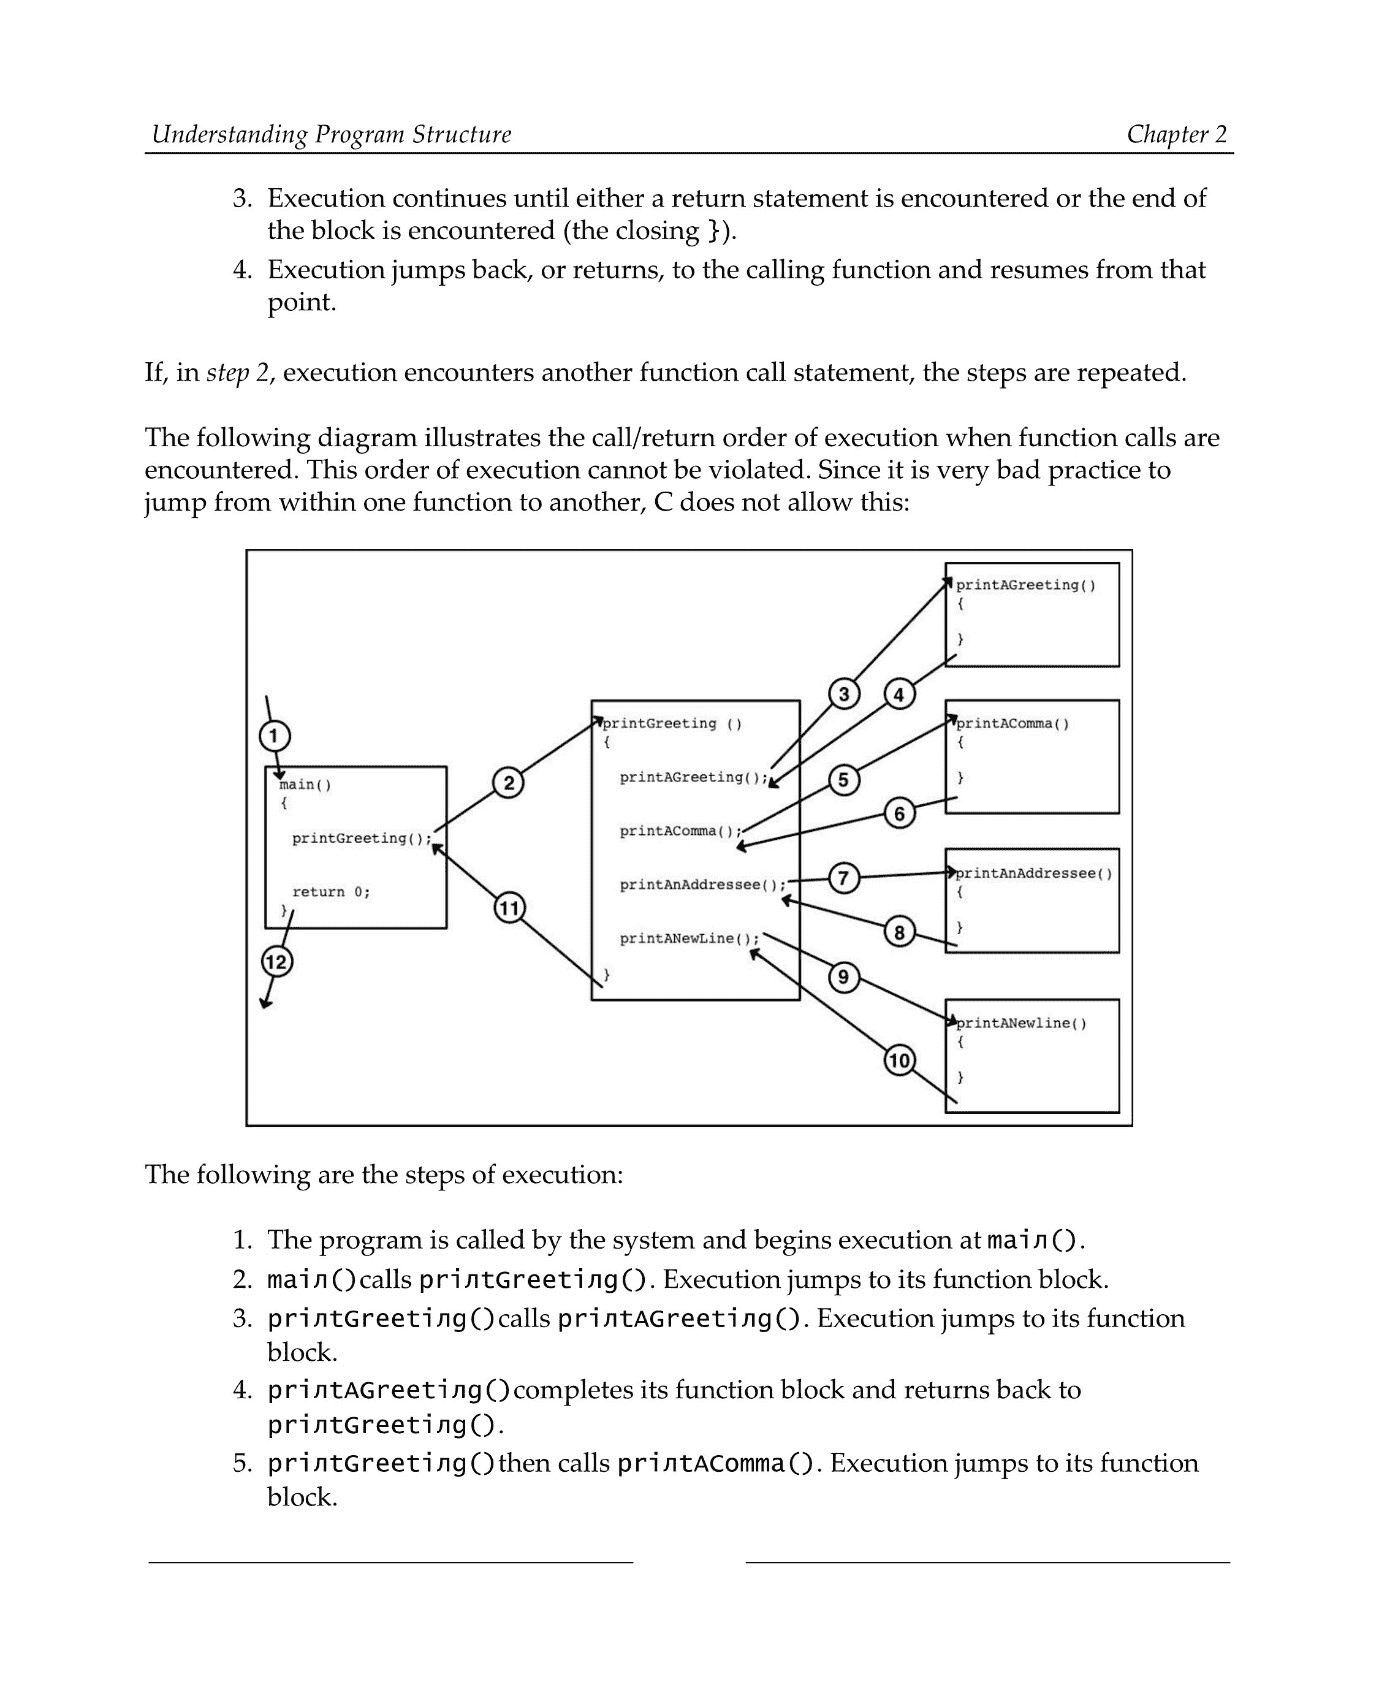 Understanding Program Structure Chapter 2
3. Execution continues until either a return statement is encountered or the end of
the block is encountered (the closing }).
4. Execution jumps back, or returns, to the calling function and resumes from that
point.
If, in step 2, execution encounters another function call statement, the steps are repeated.
The following diagram illustrates the call/return order of execution when function calls are
encountered. This order of execution cannot be violated. Since it is very bad practice to
jump from within one function to another, C does not allow this:
1
main()
{
printGreeting();
return 0;
}
12
2
11
printGreeting ()
{
printAGreeting();
printAComma();
printAnAddressee();
printANewLine();
}
3
4
5
6
7
8
9
10
printAGreeting()
{
}
printAComma()
{
}
printAnAddressee()
{
}
printANewline()
{
}
The following are the steps of execution:
1. The program is called by the system and begins execution at main().
2. main()calls printGreeting(). Execution jumps to its function block.
3. printGreeting()calls printAGreeting(). Execution jumps to its function
block.
4. printAGreeting()completes its function block and returns back to
printGreeting().
5. printGreeting()then calls printAComma(). Execution jumps to its function
block.